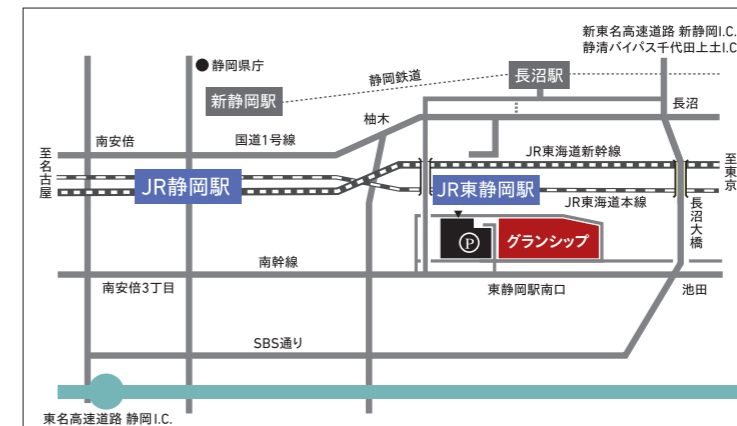 新東名高速道路 新静岡I.C.
静清バイパス千代田上土I.C
静岡県庁
静岡鉄道
長沼駅
新静岡駅
長沼
柚木
南安倍
国道1号線
JR東海道新幹線
至名古屋
至東京
JR静岡駅
JR東静岡駅
JR東海道本線
長沼大橋
P
グランシップ
南幹線
南安倍3丁目
東静岡駅南口
池田
SBS通り
東名高速道路 静岡I.C.